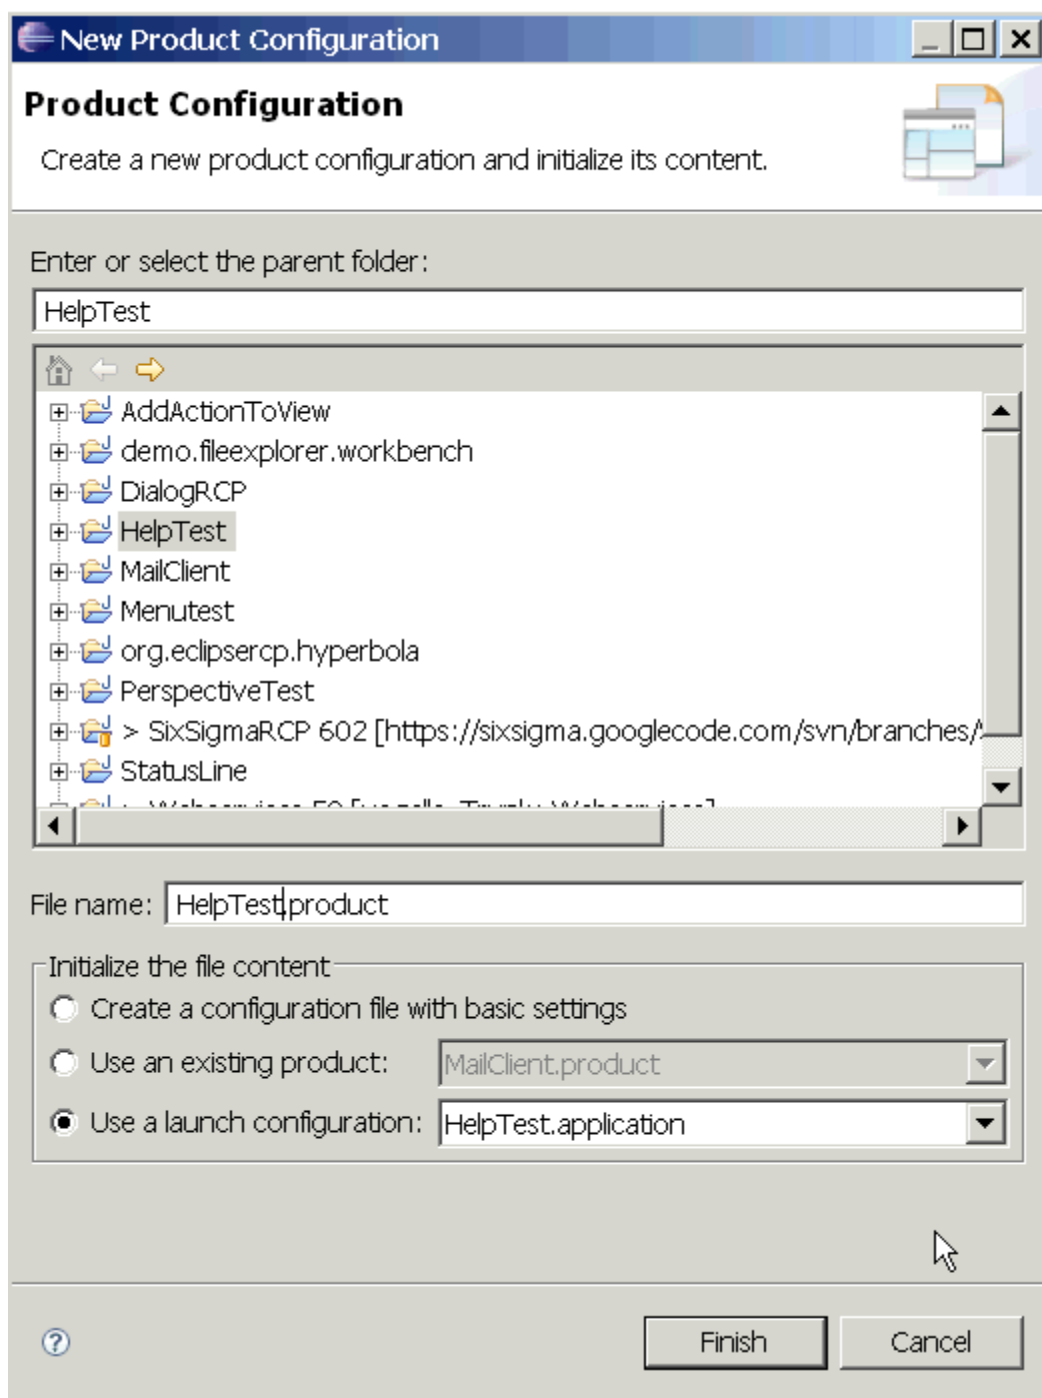 New Product Configuration
Product Configuration
Create a new product configuration and initialize its content.
Enter or select the parent folder:
HelpTest
AddActionToView
demo.fileexplorer.workbench
DialogRCP
HelpTest
MailClient
Menutest
org.eclipsercp.hyperbola
PerspectiveTest
> SixSigmaRCP 602 [https://sixsigma.googlecode.com/svn/branches/
StatusLine
File name: HelpTest.product
Initialize the file content
Create a configuration file with basic settings
Use an existing product: MailClient.product
Use a launch configuration: HelpTest.application
Finish Cancel